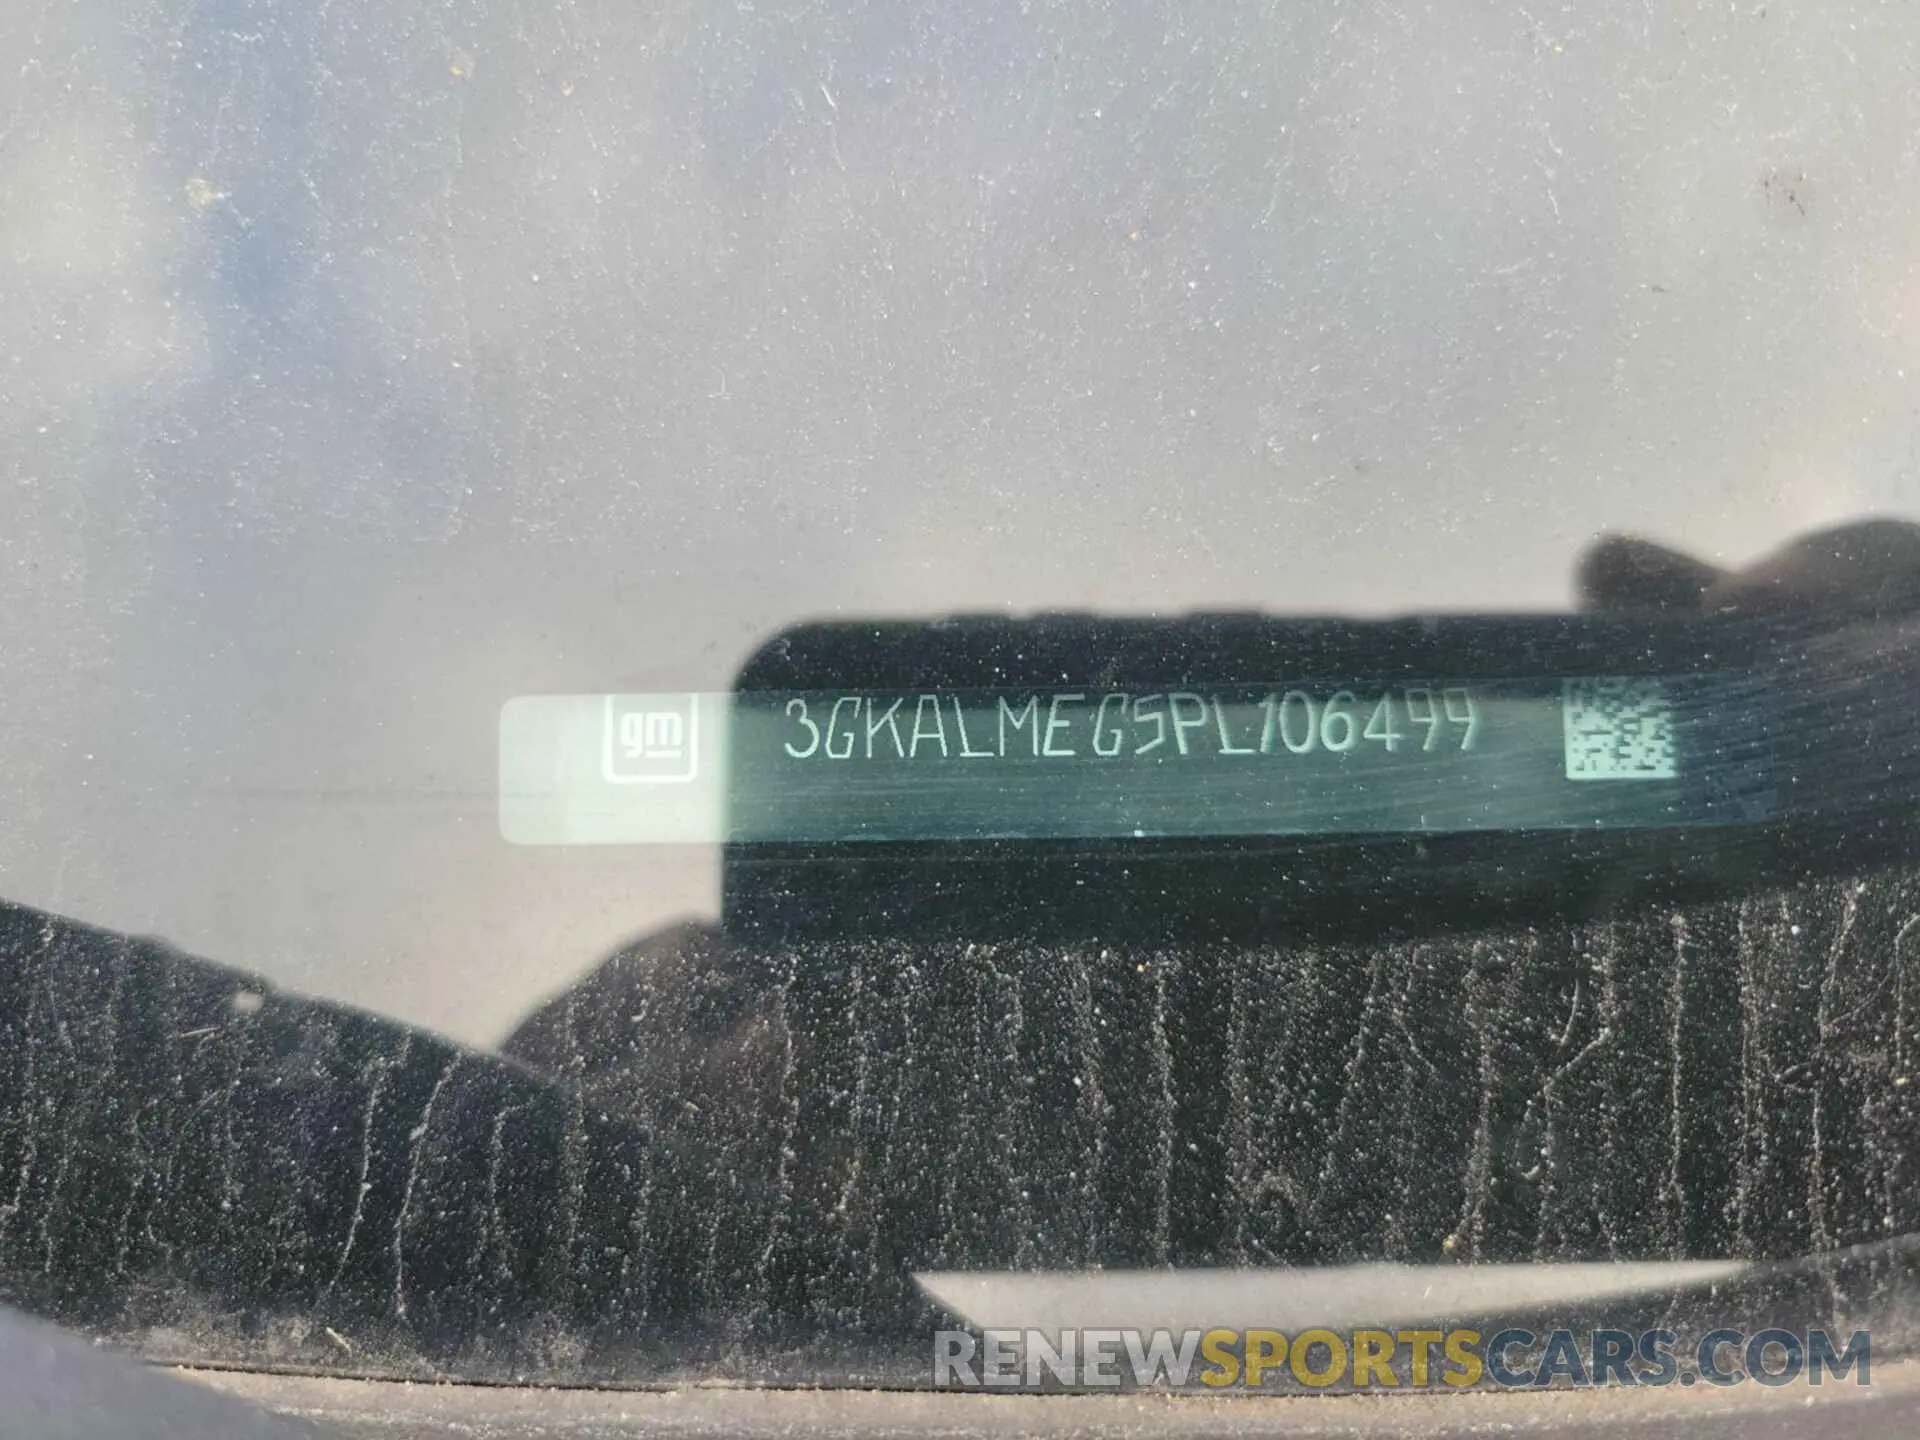 gm 3GKALMEG5PL106499
RENEWSPORTSCARS.COM